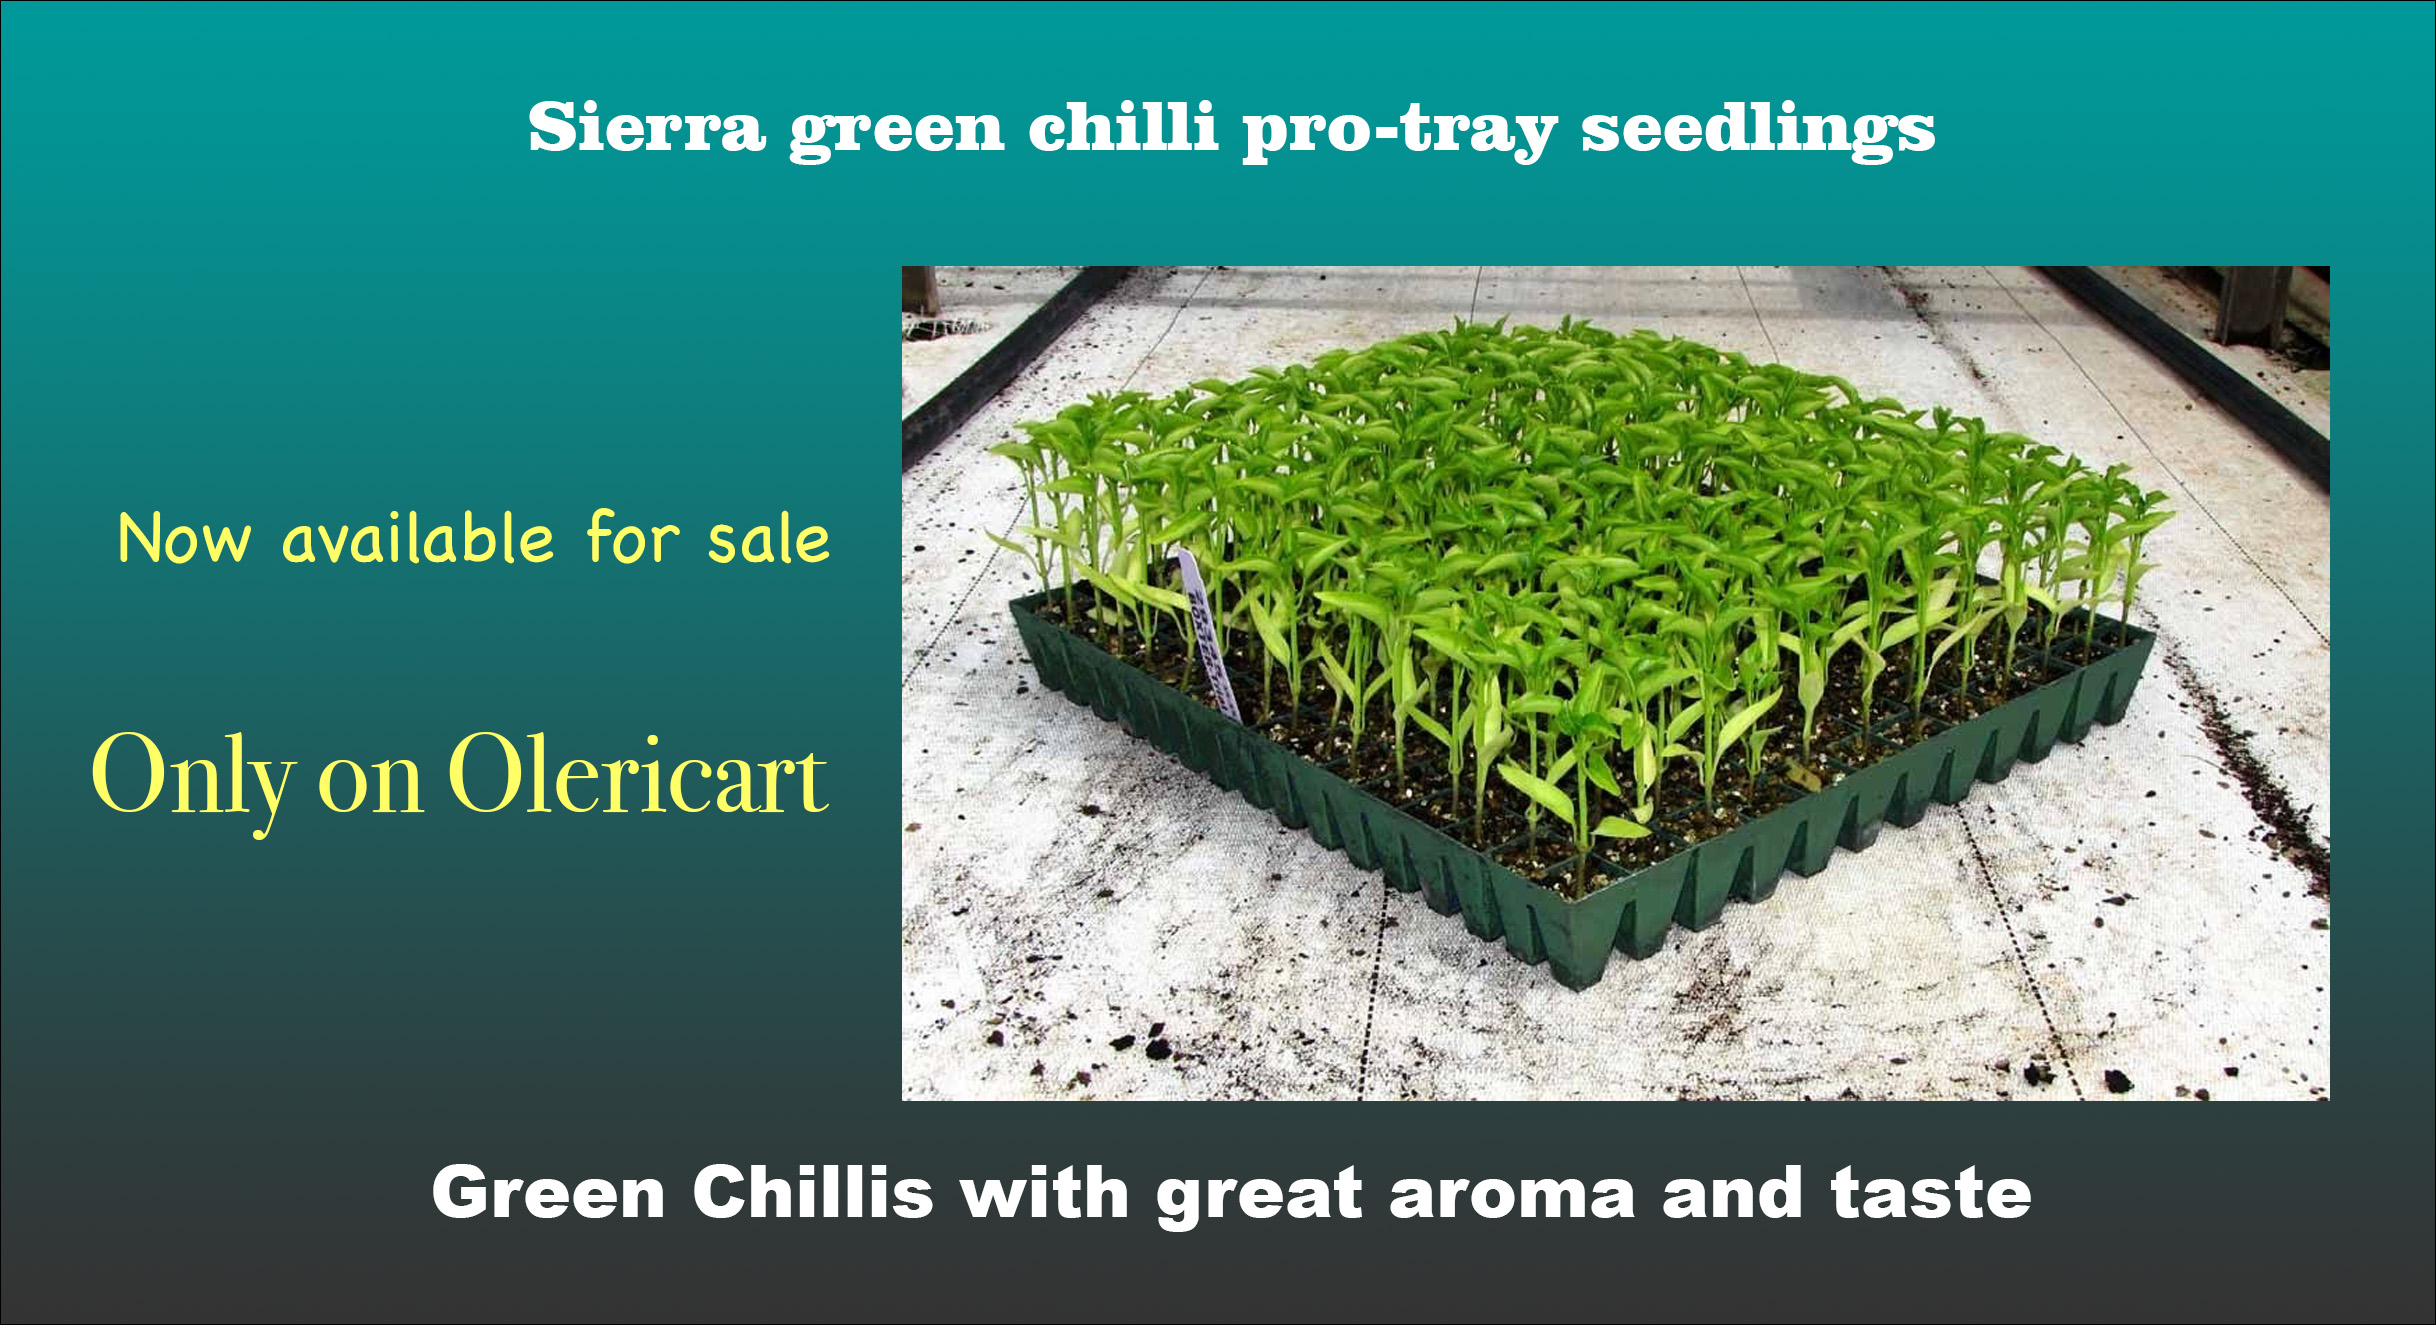 Sierra green chilli pro-tray seedlings
Now available for sale
Only on Olericart
Green Chillis with great aroma and taste